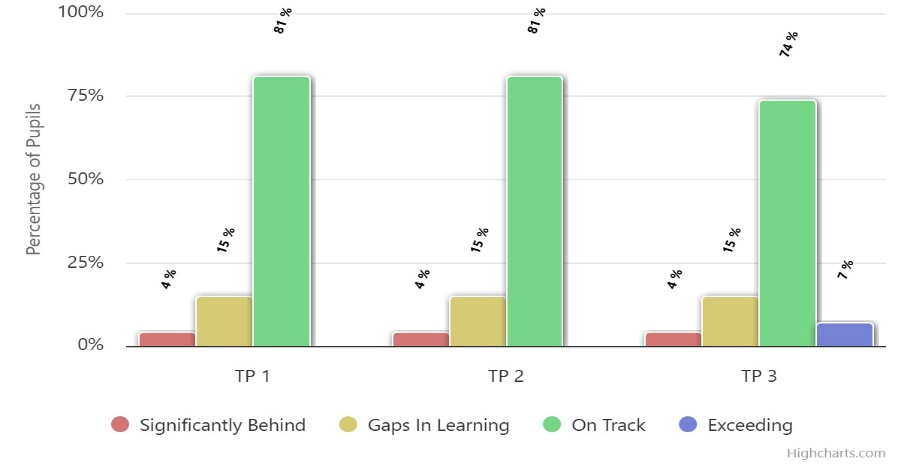 100%
75%
50%
25%
0%
Percentage of Pupils
4 %
15 %
81 %
4 %
15 %
81 %
4 %
15 %
74 %
7 %
TP 1
TP 2
TP 3
Significantly Behind
Gaps In Learning
On Track
Exceeding
Highcharts.com